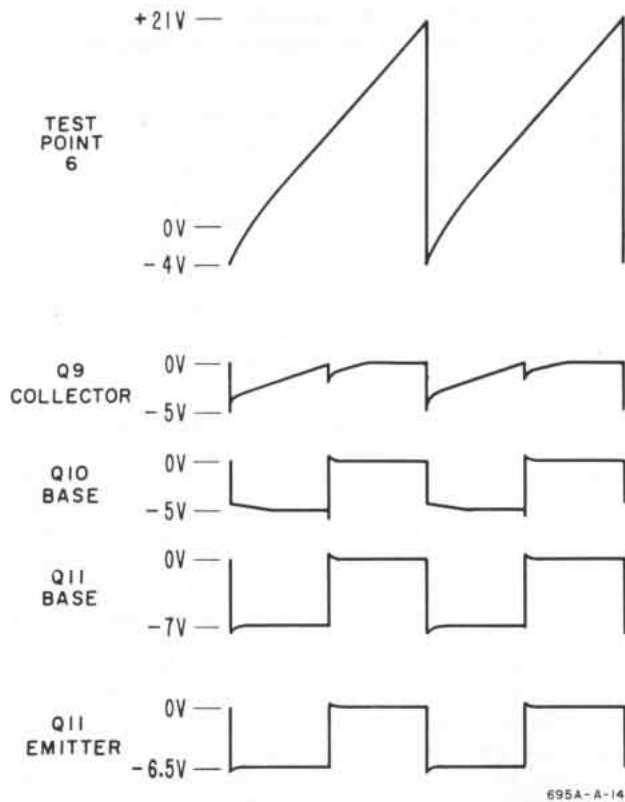 +21V
TEST
POINT
6
0V
-4V
Q9
COLLECTOR
0V
-5V
Q10
BASE
0V
-5V
Q11
BASE
0V
-7V
Q11
EMITTER
0V
-6.5V
695A-A-14